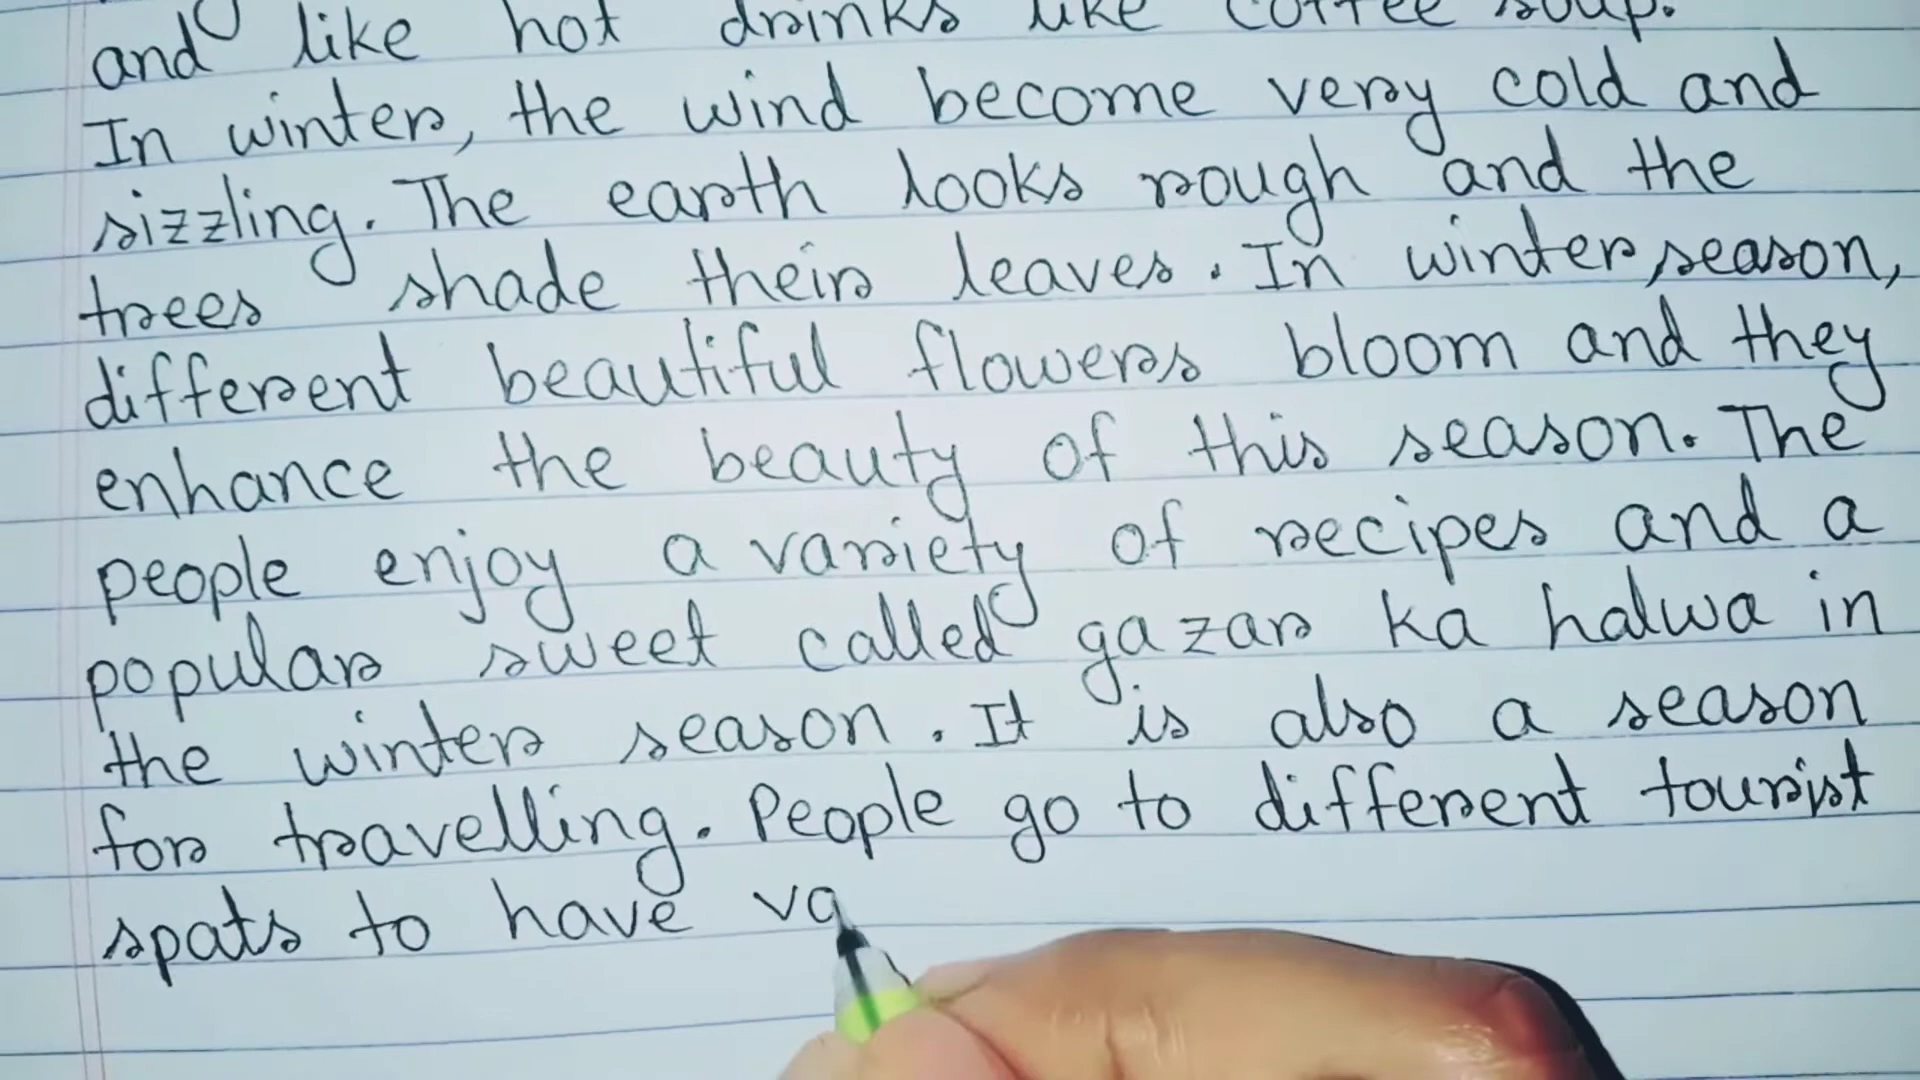 and like hot drinks like coffee soup.
In winter, the wind become very cold and
sizzling. The earth looks rough and the
trees shade their leaves. In winter season,
different beautiful flowers bloom and they
enhance the beauty of this season. The
people enjoy a variety of recipes and a
popular sweet called gazar ka halwa in
the winter season. It is also a season
for travelling. People go to different tourist
spats to have va